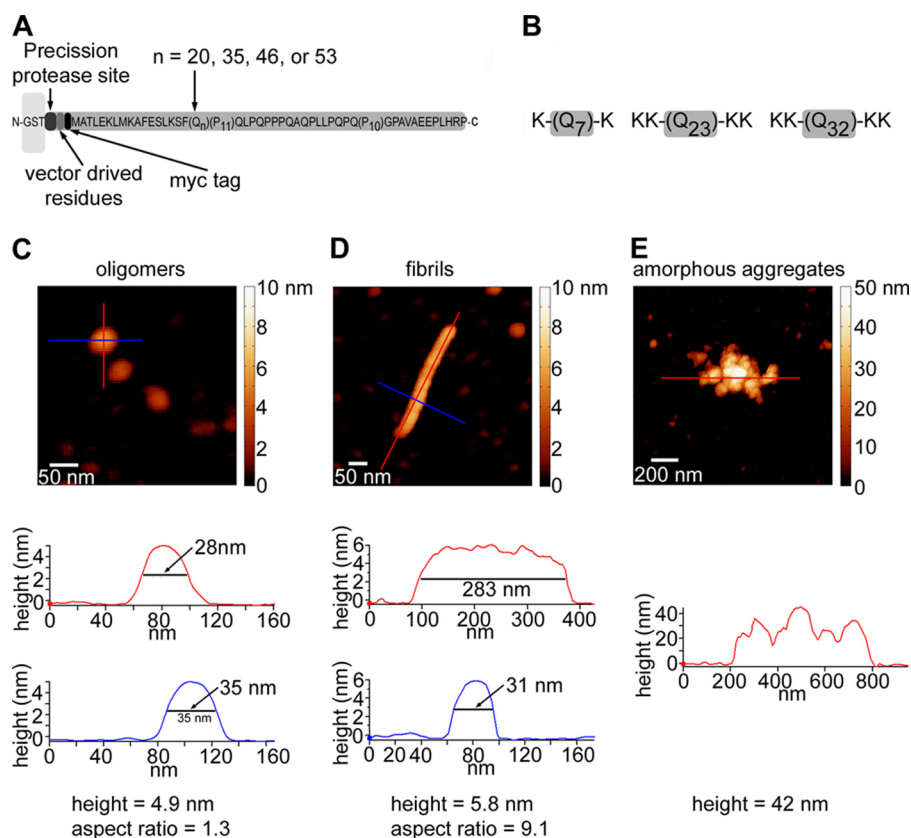 A
Precission
protease site
n = 20, 35, 46, or 53
N-GST
MATLEKLMKAFESLKSF(Qn)(P11)QLPQPPPQAQPLLPQPQ(P10)GPAVAEEPLHRP-C
vector drived
residues
myc tag
B
K-(Q7)-K KK-(Q23)-KK KK-(Q32)-KK
C
oligomers
10 nm
8
6
4
2
0
50 nm
D
fibrils
10 nm
8
6
4
2
0
50 nm
E
amorphous aggregates
50 nm
40
30
20
10
0
200 nm
height (nm)
4
2
0
28nm
0 40 80 120 160
nm
height (nm)
4
2
0
35 nm
35 nm
0 40 80 120 160
nm
height = 4.9 nm
aspect ratio = 1.3
height (nm)
6
4
2
0
283 nm
0 100 200 300 400
nm
height (nm)
6
4
2
0
31 nm
0 40 80 120 160
nm
height = 5.8 nm
aspect ratio = 9.1
height (nm)
40
20
0
0 200 400 600 800
nm
height = 42 nm